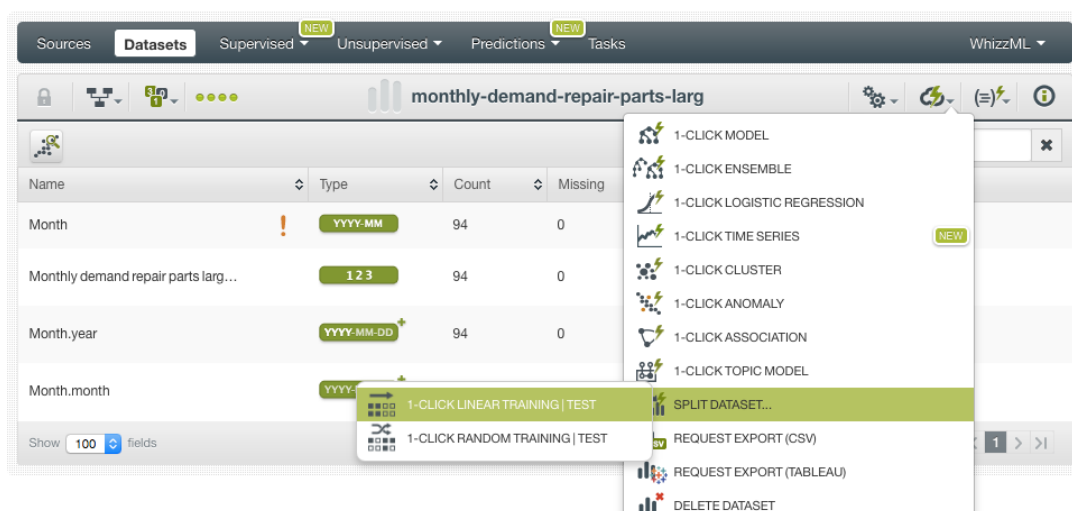 NEW NEW
Sources Datasets Supervised Unsupervised Predictions Tasks WhizzML
monthly-demand-repair-parts-larg
1-CLICK MODEL
1-CLICK ENSEMBLE
1-CLICK LOGISTIC REGRESSION
1-CLICK TIME SERIES NEW
1-CLICK CLUSTER
1-CLICK ANOMALY
1-CLICK ASSOCIATION
1-CLICK TOPIC MODEL
SPLIT DATASET...
REQUEST EXPORT (CSV)
REQUEST EXPORT (TABLEAU)
DELETE DATASET
1-CLICK LINEAR TRAINING | TEST
1-CLICK RANDOM TRAINING | TEST
Name Type Count Missing
Month YYYY-MM 94 0
Monthly demand repair parts larg... 1 2 3 94 0
Month.year YYYY-MM-DD 94 0
Month.month YYYY-
Show 100 fields 1